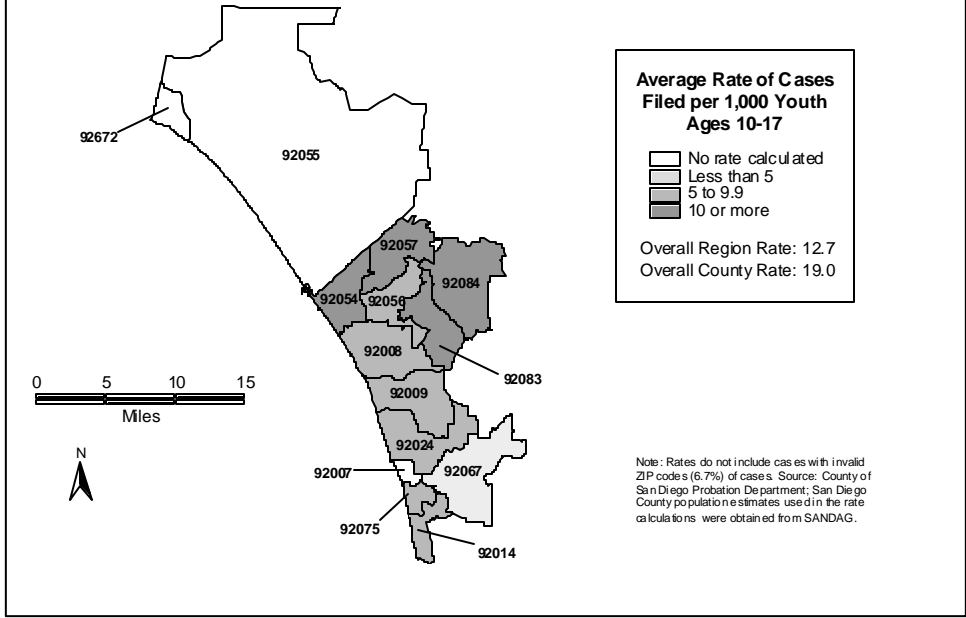 92672
92055
Average Rate of Cases
Filed per 1,000 Youth
Ages 10-17
No rate calculated
Less than 5
5 to 9.9
10 or more
Overall Region Rate: 12.7
Overall County Rate: 19.0
92057
92084
92054
92056
92008
92083
0 5 10 15
Miles
92009
N
92024
92007
92067
92075
92014
Note: Rates do not include cases with invalid
ZIP codes (6.7%) of cases. Source: County of
San Diego Probation Department; San Diego
County population estimates used in the rate
calculations were obtained from SANDAG.